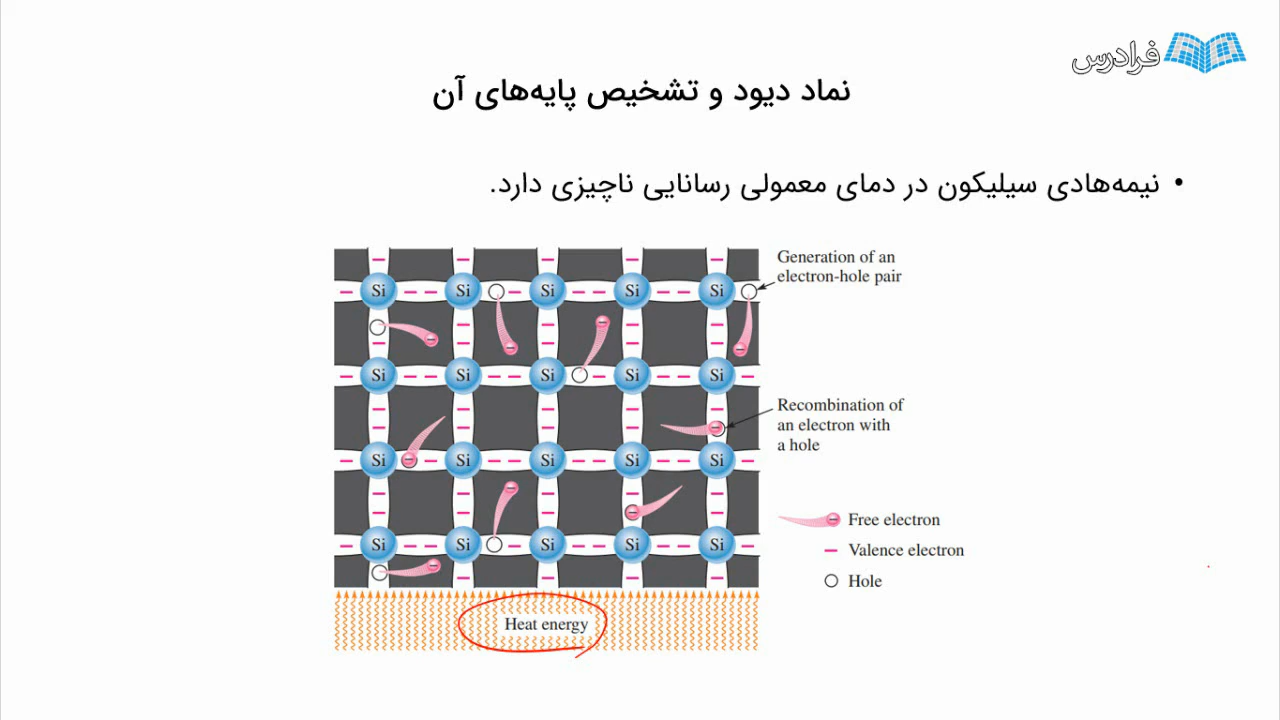 فرادرس
نماد دیود و تشخیص پایه‌های آن
• نیمه‌هادی سیلیکون در دمای معمولی رسانایی ناچیزی دارد.
Generation of an
electron-hole pair
Si Si Si Si Si
Si Si Si Si Si
Recombination of
an electron with
a hole
Si Si Si Si Si
Free electron
Si Si Si Si Si
Valence electron
Hole
Heat energy